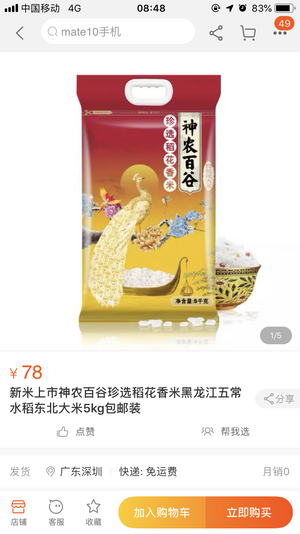 中国移动 4G 08:48 83%
mate10手机
49
神农百谷
珍选稻花香米
净含量:5千克
1/5
¥78
新米上市神农百谷珍选稻花香米黑龙江五常
水稻东北大米5kg包邮装
分享
点赞 帮我选
发货 广东深圳 快递: 免运费 月销0
店铺 客服 收藏 加入购物车 立即购买